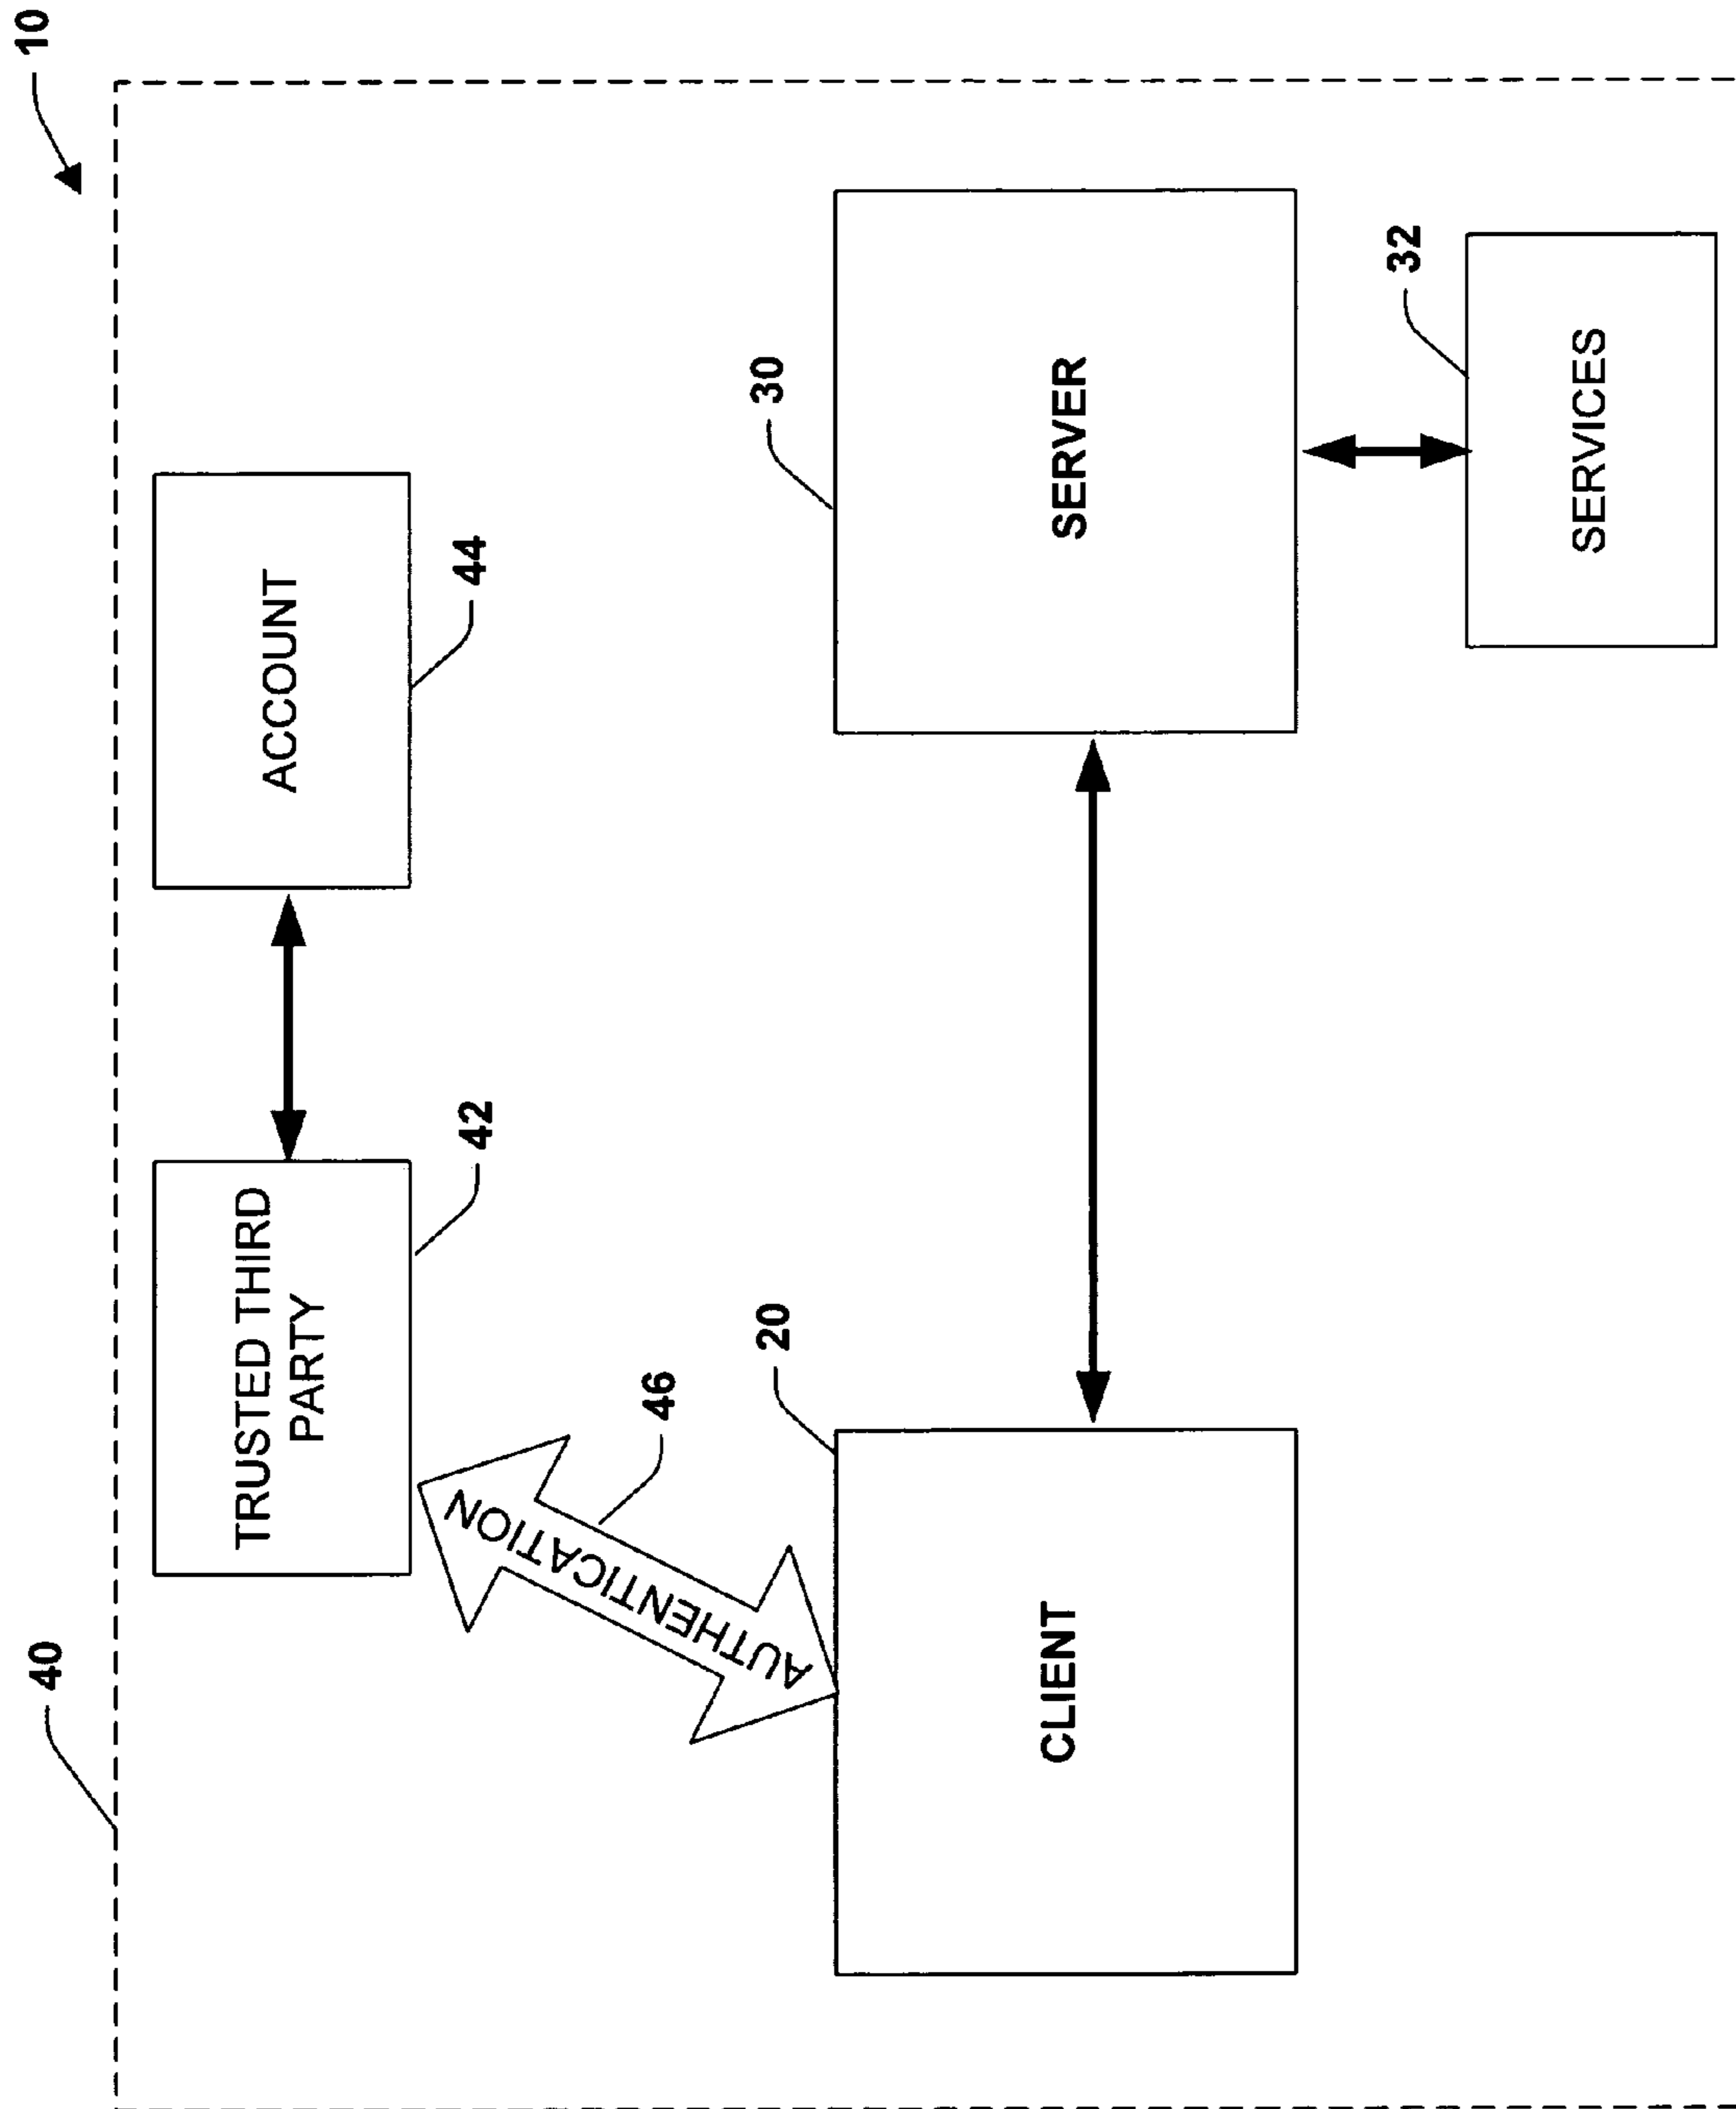 40
10
TRUSTED THIRD
PARTY
ACCOUNT
42
44
AUTHENTICATION
46
20
30
CLIENT
SERVER
32
SERVICES